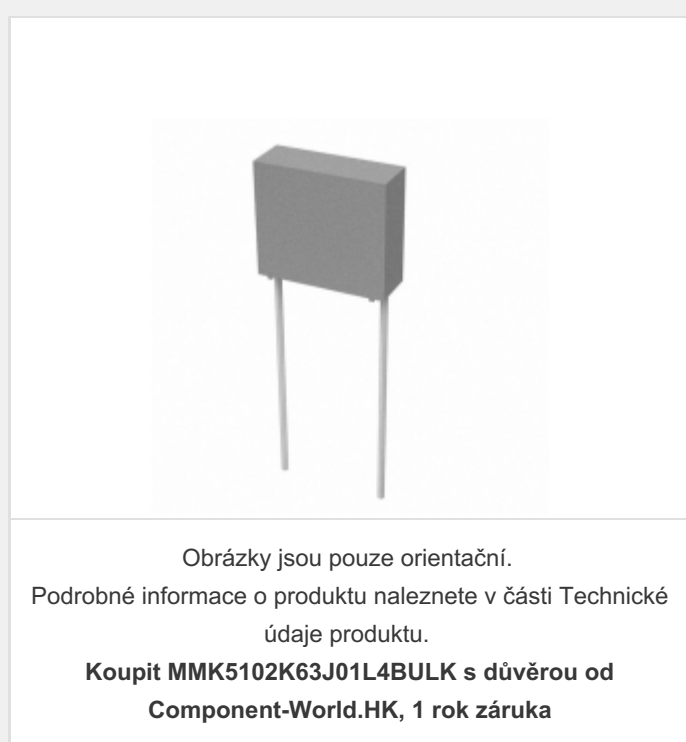 Obrázky jsou pouze orientační.
Podrobné informace o produktu naleznete v části Technické
údaje produktu.
Koupit MMK5102K63J01L4BULK s důvěrou od
Component-World.HK, 1 rok záruka